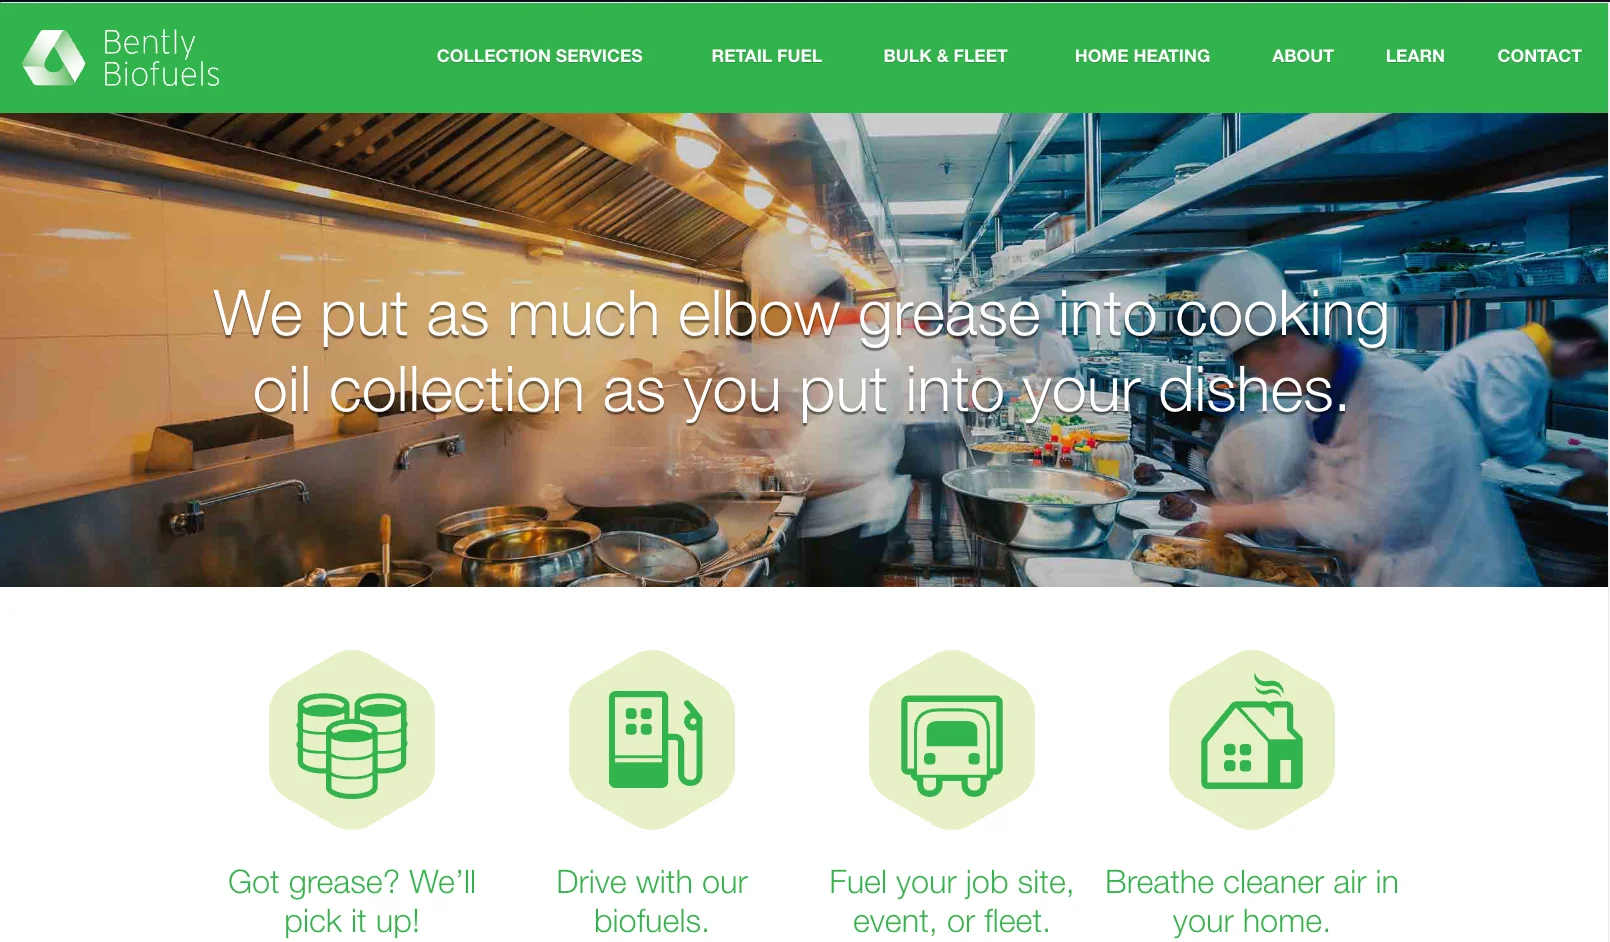 Bently
Biofuels
COLLECTION SERVICES
RETAIL FUEL
BULK & FLEET
HOME HEATING
ABOUT
LEARN
CONTACT
We put as much elbow grease into cooking
oil collection as you put into your dishes.
Got grease? We’ll
pick it up!
Drive with our
biofuels.
Fuel your job site,
event, or fleet.
Breathe cleaner air in
your home.